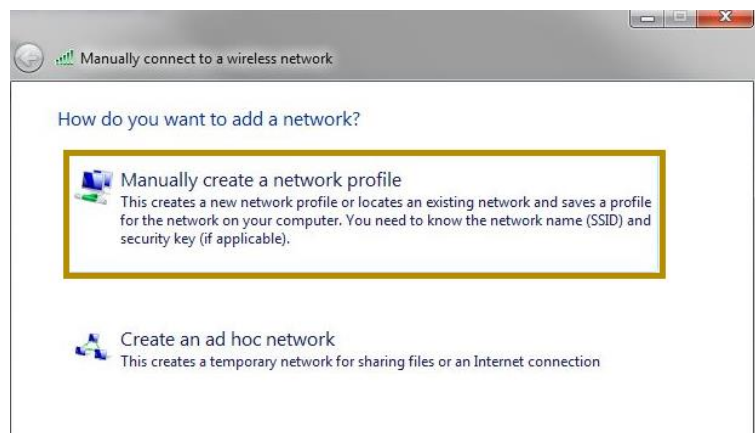 Manually connect to a wireless network
How do you want to add a network?
Manually create a network profile
This creates a new network profile or locates an existing network and saves a profile
for the network on your computer. You need to know the network name (SSID) and
security key (if applicable).
Create an ad hoc network
This creates a temporary network for sharing files or an Internet connection